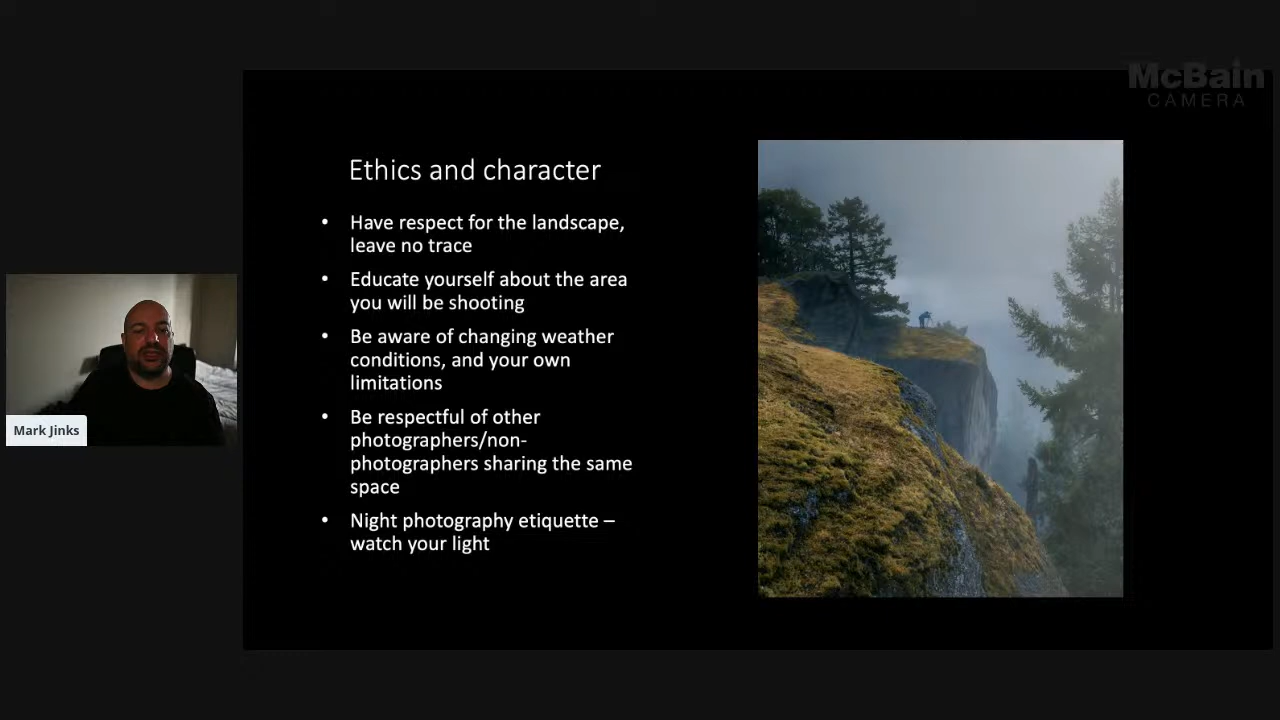 McBain
CAMERA
Ethics and character
• Have respect for the landscape,
leave no trace
• Educate yourself about the area
you will be shooting
• Be aware of changing weather
conditions, and your own
limitations
• Be respectful of other
photographers/non-
photographers sharing the same
space
• Night photography etiquette –
watch your light
Mark Jinks